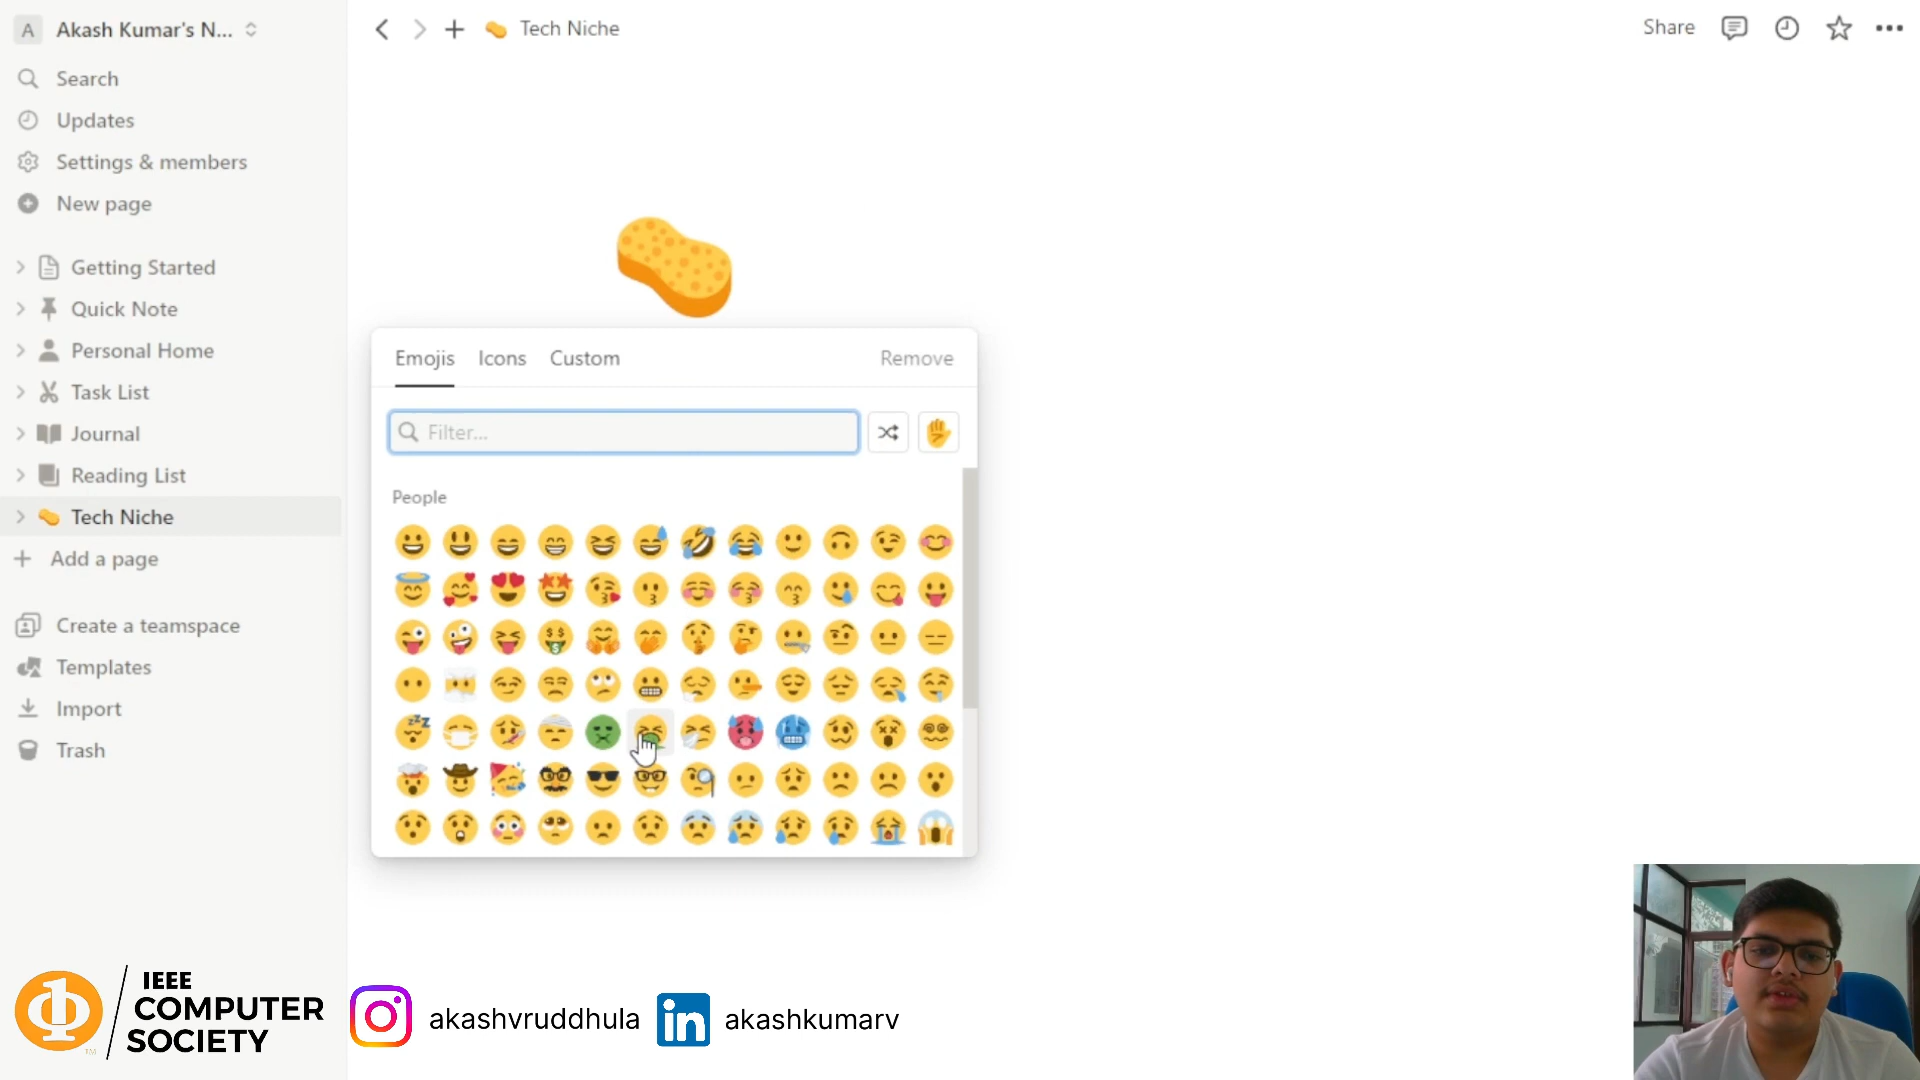 A Akash Kumar's N...
Search
Updates
Settings & members
New page
Getting Started
Quick Note
Personal Home
Task List
Journal
Reading List
Tech Niche
Add a page
Create a teamspace
Templates
Import
Trash
Tech Niche
Share
Emojis Icons Custom Remove
Filter...
People
IEEE
COMPUTER
SOCIETY
TM
akashvruddhula
in akashkumarv